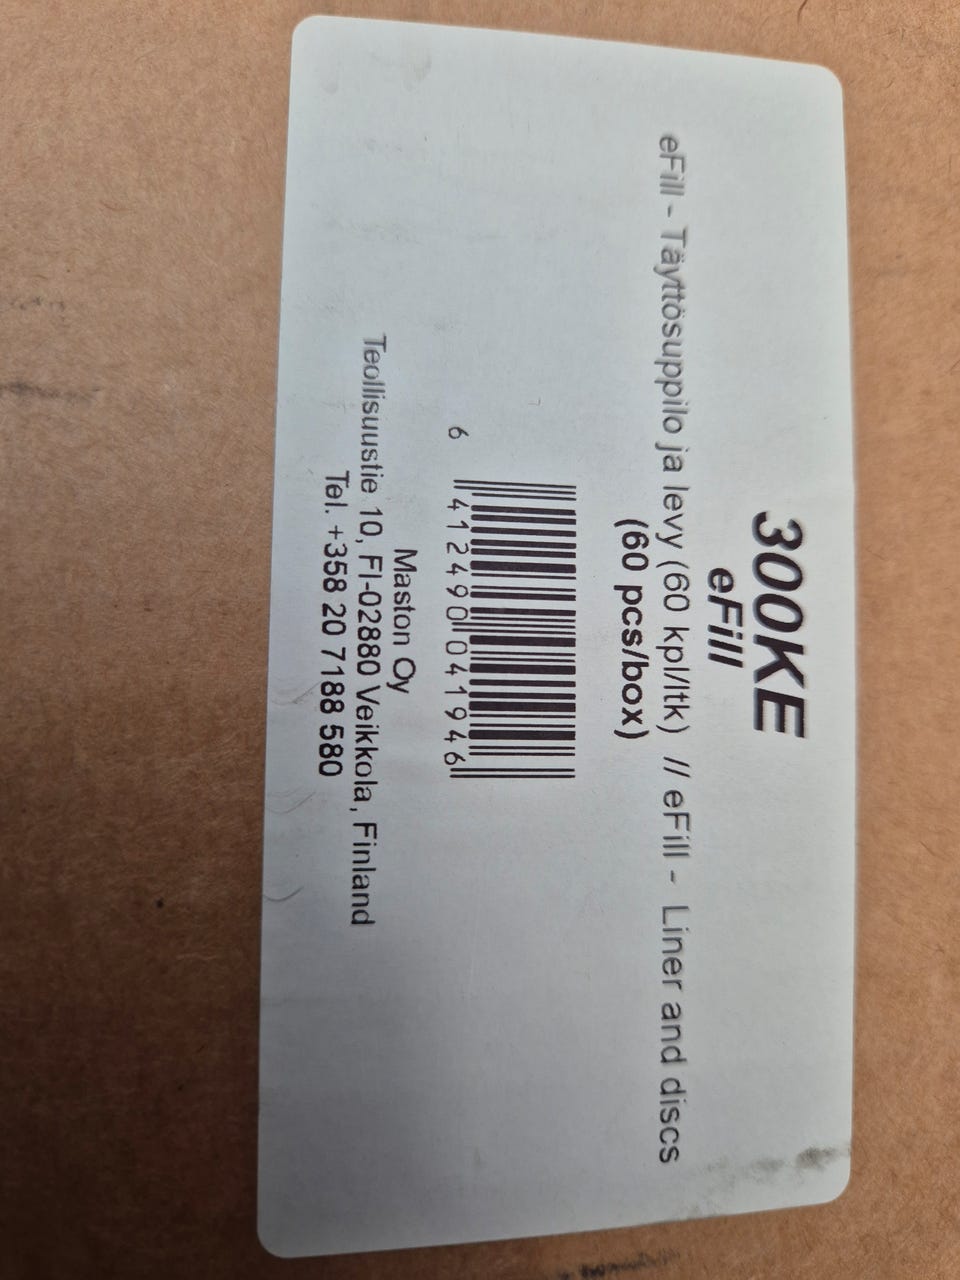 300KE
eFill
eFill - Täyttösuppilo ja levy (60 kpl/ltk) // eFill - Liner and discs
(60 pcs/box)
6 412490 041946
Maston Oy
Teollisuustie 10, FI-02880 Veikkola, Finland
Tel. +358 20 7188 580